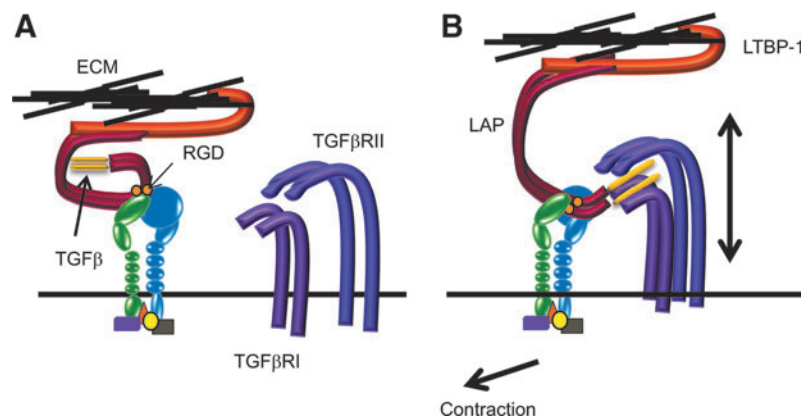 A
ECM
RGD
TGFβ
TGFβRII
TGFβRI
B
LTBP-1
LAP
Contraction